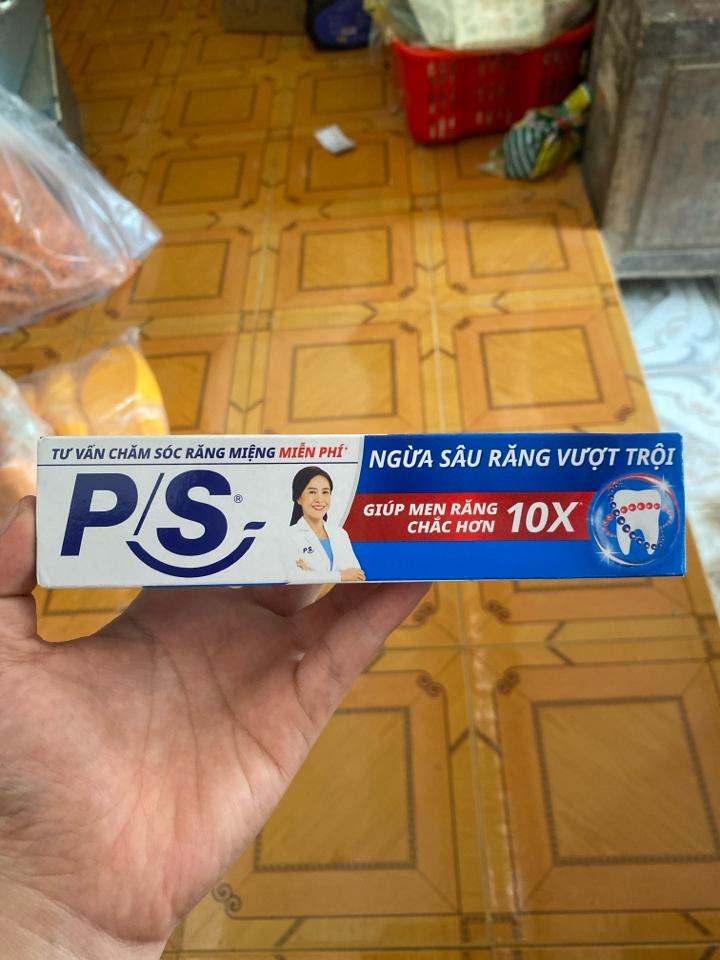 TƯ VẤN CHĂM SÓC RĂNG MIỆNG MIỄN PHÍ*
P/S®
P/S
NGỪA SÂU RĂNG VƯỢT TRỘI
GIÚP MEN RĂNG
CHẮC HƠN
10X*